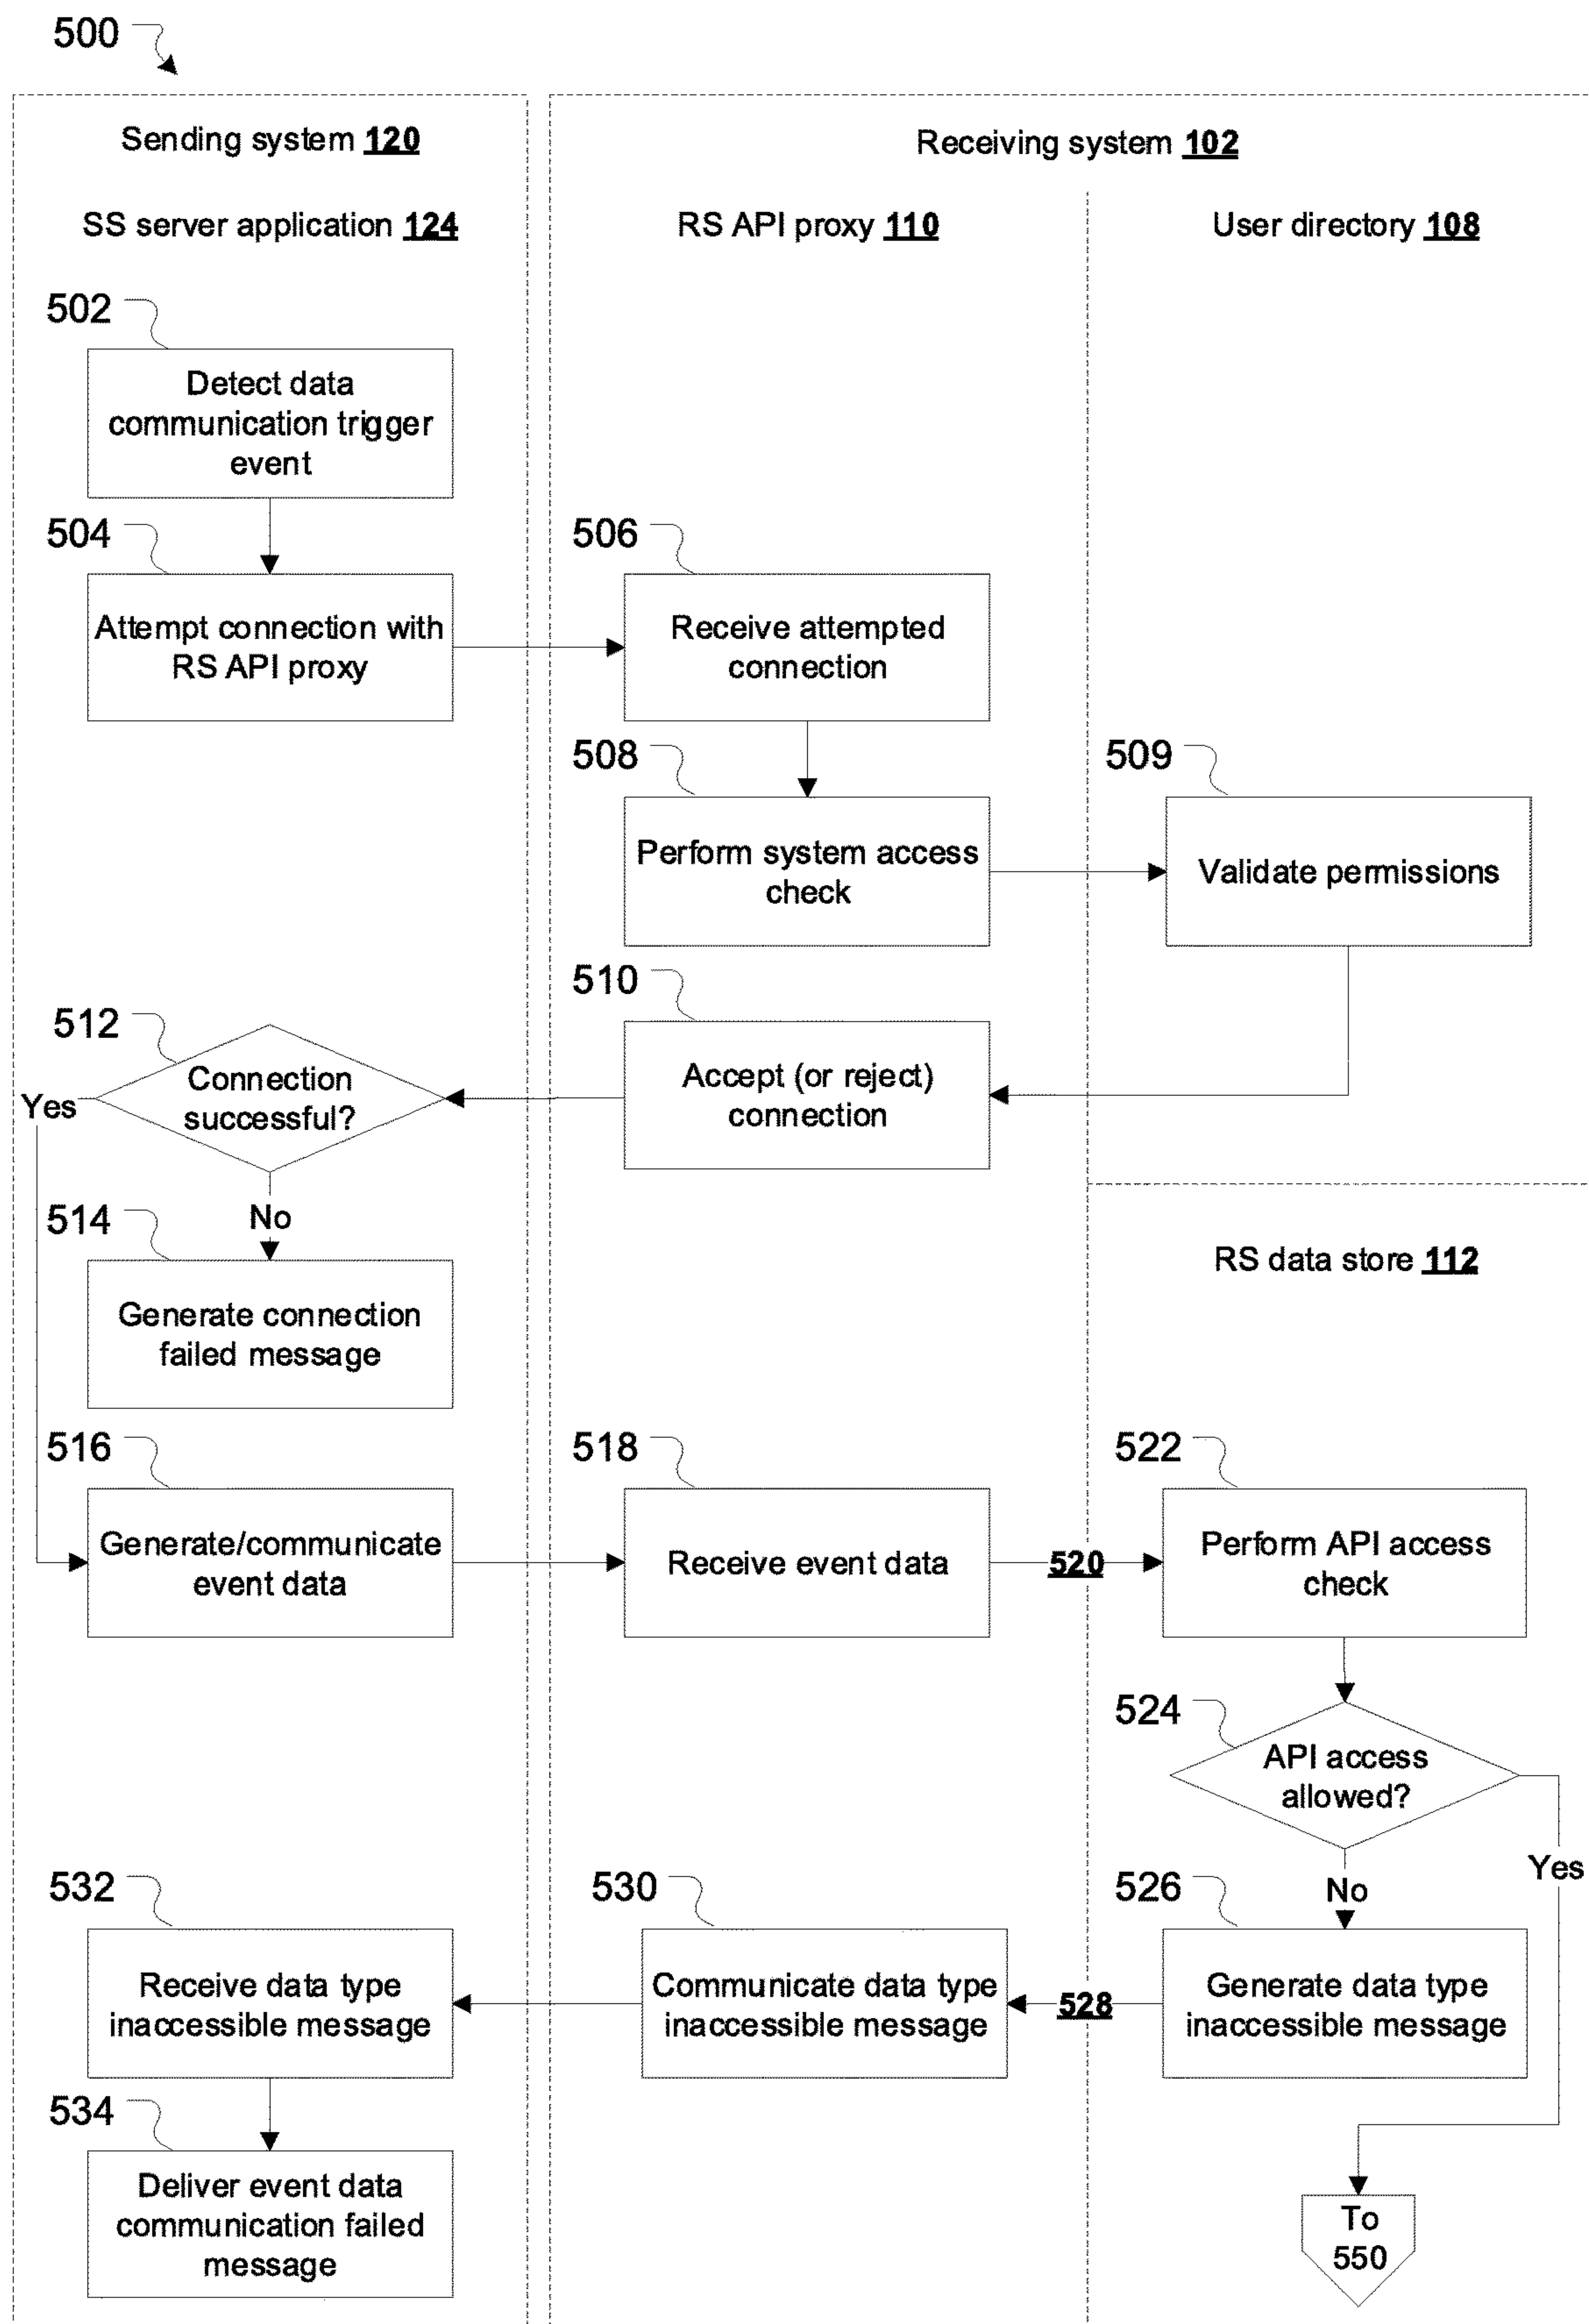 500
Sending system 120
Receiving system 102
SS server application 124
RS API proxy 110
User directory 108
502
Detect data
communication trigger
event
504
Attempt connection with
RS API proxy
506
Receive attempted
connection
508
Perform system access
check
509
Validate permissions
510
Accept (or reject)
connection
512
Connection
successful?
Yes
No
514
Generate connection
failed message
RS data store 112
516
Generate/communicate
event data
518
Receive event data
520
522
Perform API access
check
524
API access
allowed?
Yes
No
526
Generate data type
inaccessible message
528
530
Communicate data type
inaccessible message
532
Receive data type
inaccessible message
534
Deliver event data
communication failed
message
To
550